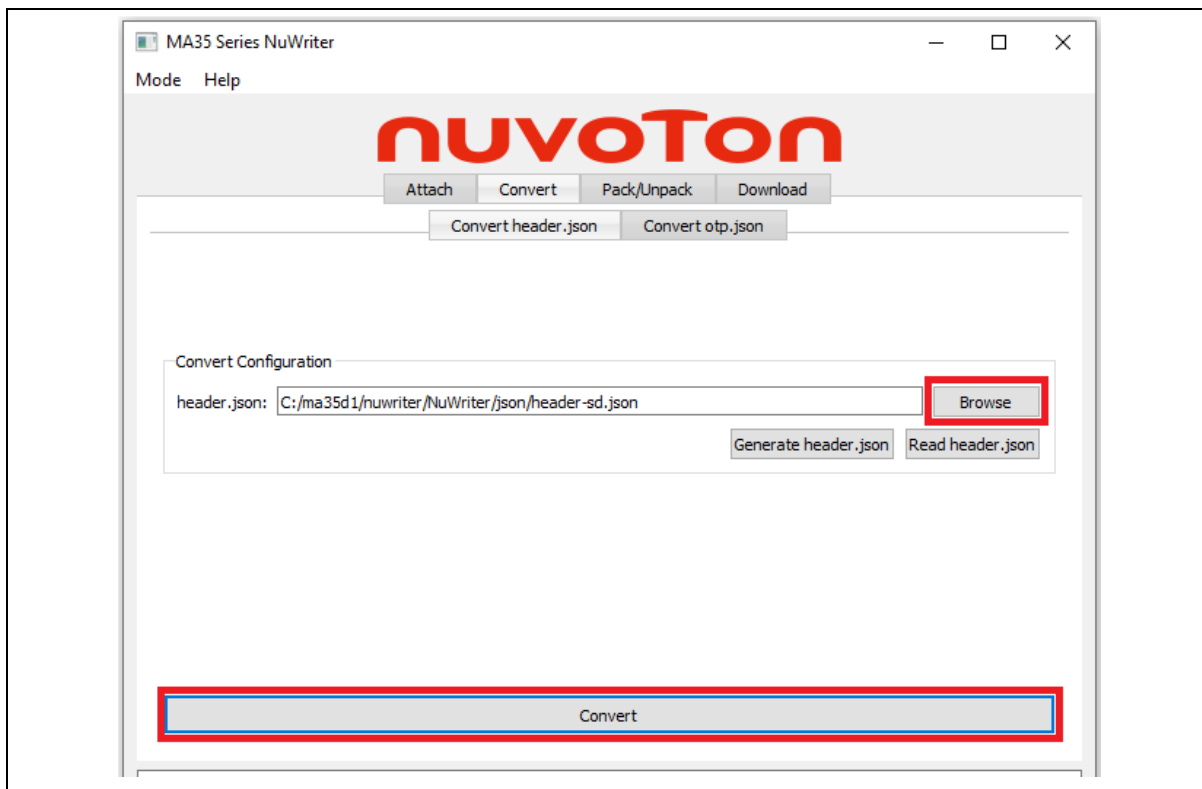 MA35 Series NuWriter
Mode Help
nuvoTon
Attach Convert Pack/Unpack Download
Convert header.json Convert otp.json
Convert Configuration
header.json: C:/ma35d1/nuwriter/NuWriter/json/header-sd.json Browse
Generate header.json Read header.json
Convert